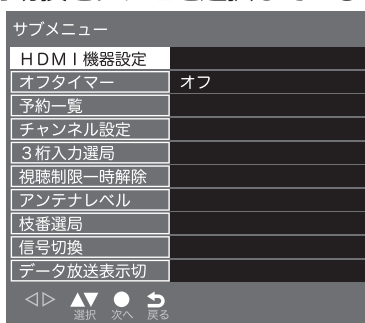 サブメニュー
HDMI機器設定
オフタイマー オフ
予約一覧
チャンネル設定
3桁入力選局
視聴制限一時解除
アンテナレベル
枝番選局
信号切換
データ放送表示切
選択 次へ 戻る